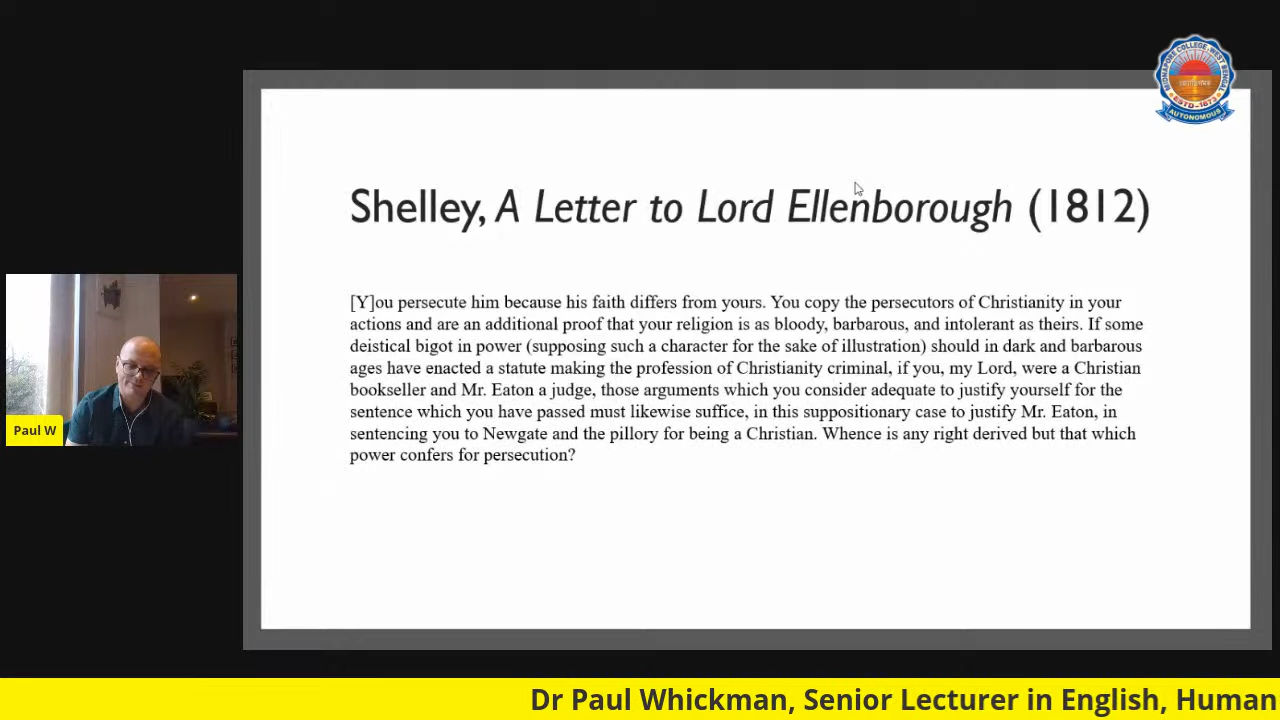 MIDNAPORE COLLEGE, WEST BENGAL
ESTD-1873
AUTONOMOUS
Shelley, A Letter to Lord Ellenborough (1812)
[Y]ou persecute him because his faith differs from yours. You copy the persecutors of Christianity in your
actions and are an additional proof that your religion is as bloody, barbarous, and intolerant as theirs. If some
deistical bigot in power (supposing such a character for the sake of illustration) should in dark and barbarous
ages have enacted a statute making the profession of Christianity criminal, if you, my Lord, were a Christian
bookseller and Mr. Eaton a judge, those arguments which you consider adequate to justify yourself for the
sentence which you have passed must likewise suffice, in this suppositionary case to justify Mr. Eaton, in
sentencing you to Newgate and the pillory for being a Christian. Whence is any right derived but that which
power confers for persecution?
Paul W
Dr Paul Whickman, Senior Lecturer in English, Human